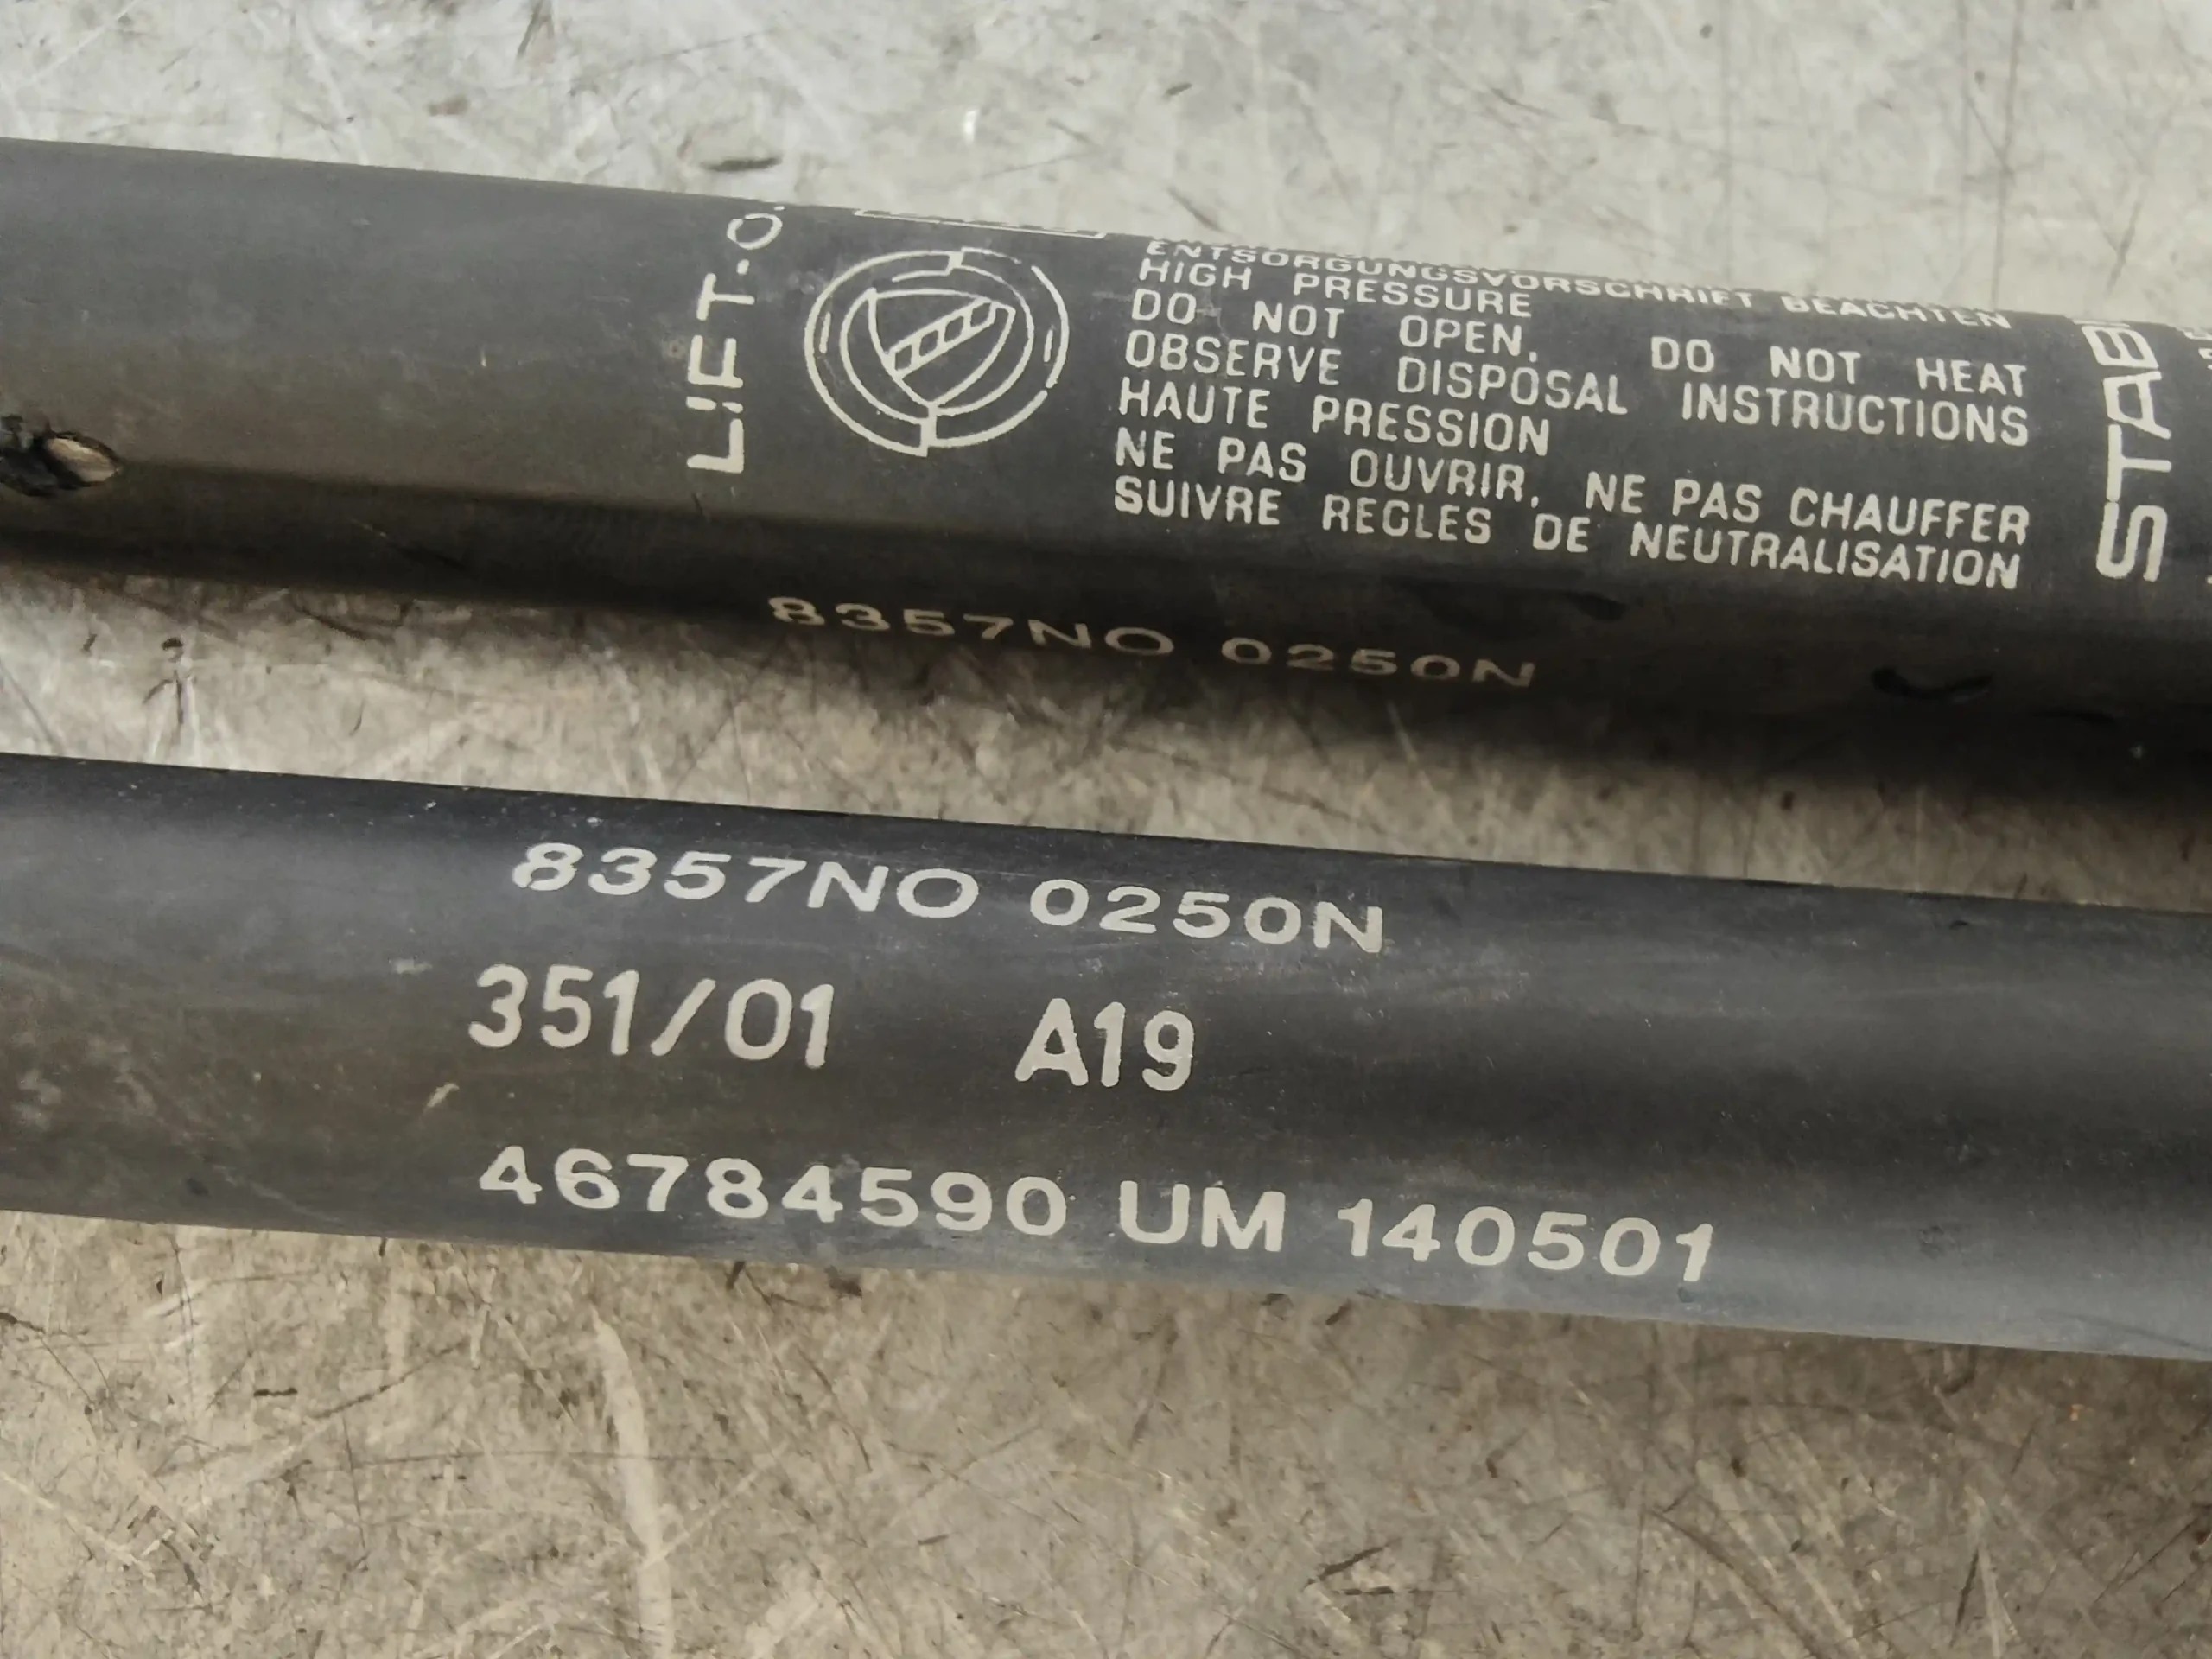 LIFT-O
ENTSORGUNGSVORSCHRIFT BEACHTEN
HIGH PRESSURE
DO NOT OPEN. DO NOT HEAT
OBSERVE DISPOSAL INSTRUCTIONS
HAUTE PRESSION
NE PAS OUVRIR. NE PAS CHAUFFER
SUIVRE REGLES DE NEUTRALISATION
STAB
8357NO 0250N
8357NO 0250N
351/01 A19
46784590 UM 140501